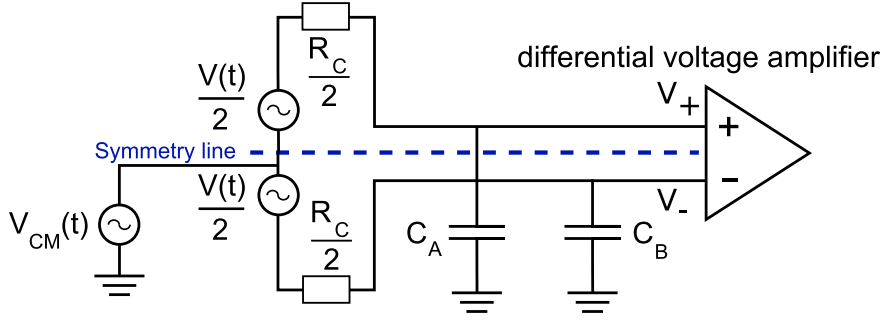 R_C
2
differential voltage amplifier
V(t)
2
V_+
+
Symmetry line
V(t)
2
−
V_-
V_CM(t)
R_C
2
C_A
C_B